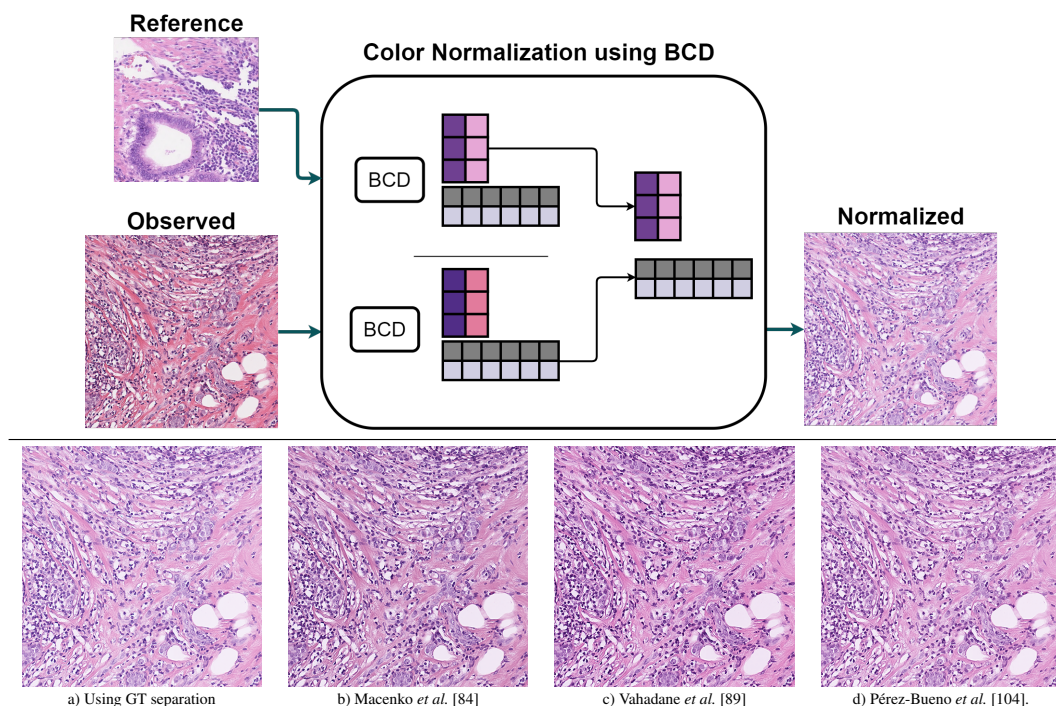 Reference
Color Normalization using BCD
BCD
Observed
Normalized
BCD
a) Using GT separation
b) Macenko et al. [84]
c) Vahadane et al. [89]
d) Pérez-Bueno et al. [104].